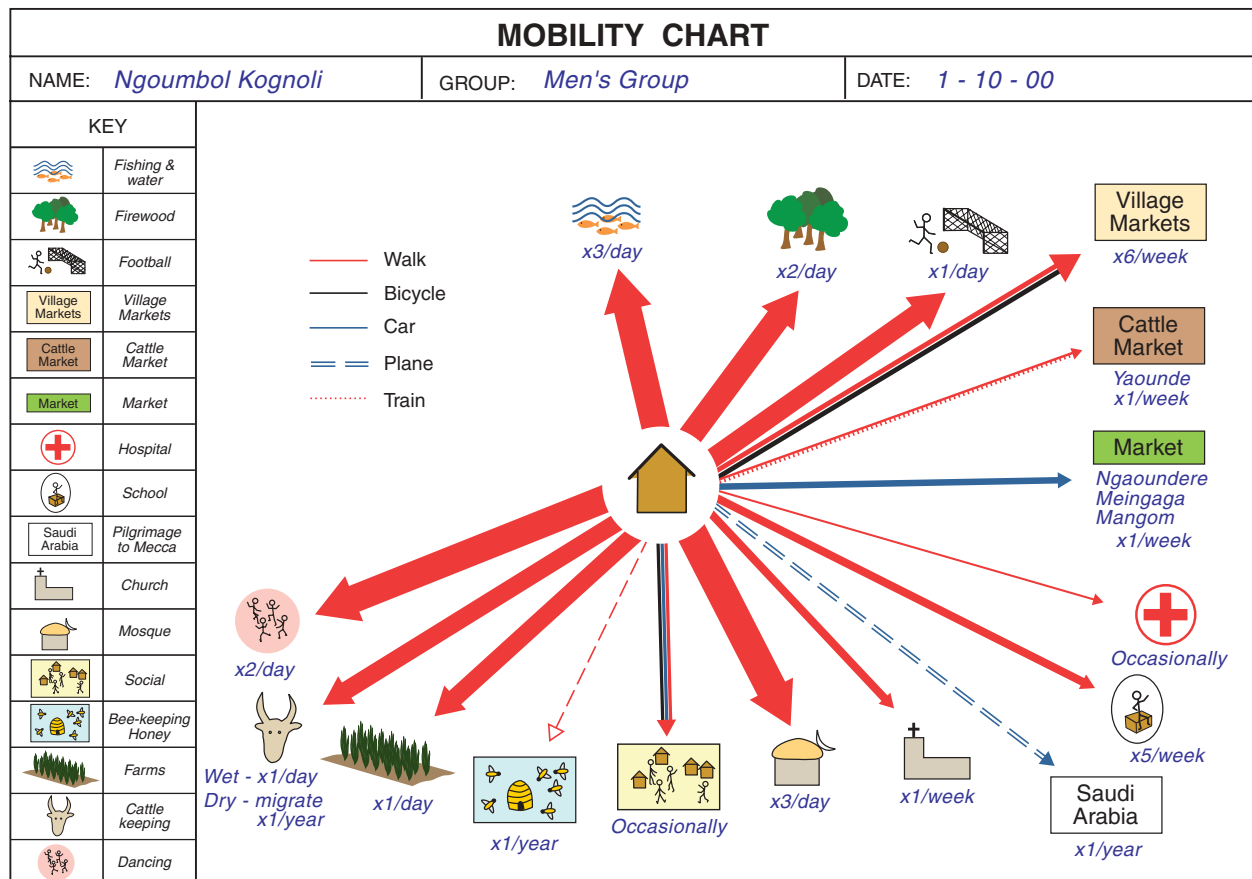 MOBILITY CHART
NAME: Ngoumbol Kognoli
GROUP: Men's Group
DATE: 1 - 10 - 00
KEY
Fishing &
water
Firewood
Football
Village
Markets
Village
Markets
Cattle
Market
Cattle
Market
Market
Market
Hospital
School
Saudi
Arabia
Pilgrimage
to Mecca
Church
Mosque
Social
Bee-keeping
Honey
Farms
Cattle
keeping
Dancing
Walk
Bicycle
Car
Plane
Train
x3/day
x2/day
x1/day
Village
Markets
x6/week
Cattle
Market
Yaounde
x1/week
Market
Ngaoundere
Meingaga
Mangom
x1/week
Occasionally
x5/week
Saudi
Arabia
x1/year
x1/week
x3/day
Occasionally
x1/year
x1/day
Wet - x1/day
Dry - migrate
x1/year
x2/day